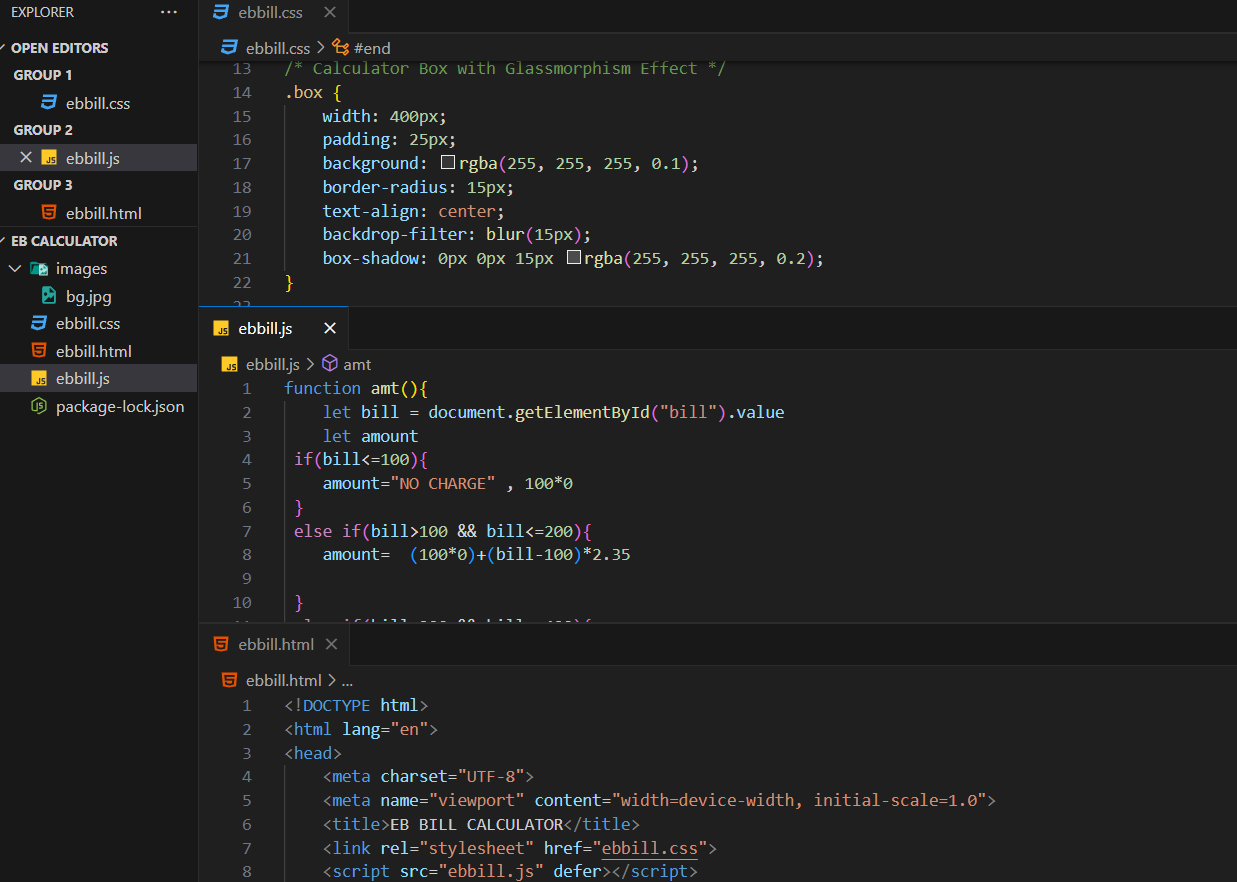 EXPLORER ...
OPEN EDITORS
GROUP 1
ebbill.css
GROUP 2
ebbill.js
GROUP 3
ebbill.html
EB CALCULATOR
images
bg.jpg
ebbill.css
ebbill.html
ebbill.js
package-lock.json
ebbill.css
ebbill.css > #end
13 /* Calculator Box with Glassmorphism Effect */
14 .box {
15 width: 400px;
16 padding: 25px;
17 background: rgba(255, 255, 255, 0.1);
18 border-radius: 15px;
19 text-align: center;
20 backdrop-filter: blur(15px);
21 box-shadow: 0px 0px 15px rgba(255, 255, 255, 0.2);
22 }
ebbill.js
ebbill.js > amt
1 function amt(){
2 let bill = document.getElementById("bill").value
3 let amount
4 if(bill<=100){
5 amount="NO CHARGE" , 100*0
6 }
7 else if(bill>100 && bill<=200){
8 amount=  (100*0)+(bill-100)*2.35
9
10 }
ebbill.html
ebbill.html > ...
1 <!DOCTYPE html>
2 <html lang="en">
3 <head>
4 <meta charset="UTF-8">
5 <meta name="viewport" content="width=device-width, initial-scale=1.0">
6 <title>EB BILL CALCULATOR</title>
7 <link rel="stylesheet" href="ebbill.css">
8 <script src="ebbill.js" defer></script>